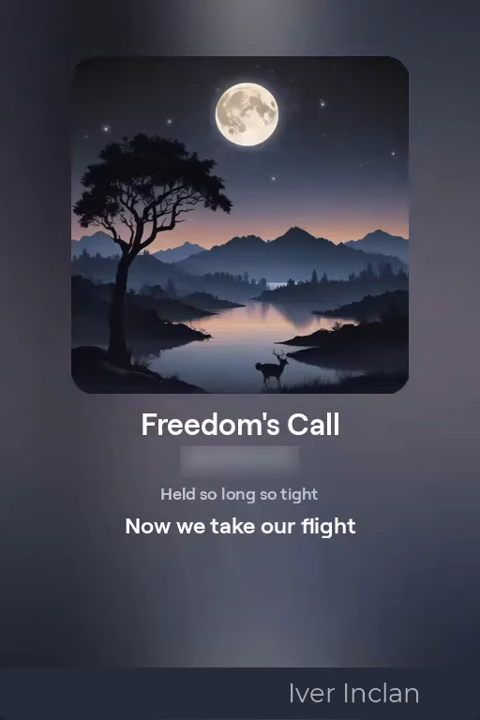 Freedom's Call
Held so long so tight
Now we take our flight
Iver Inclan